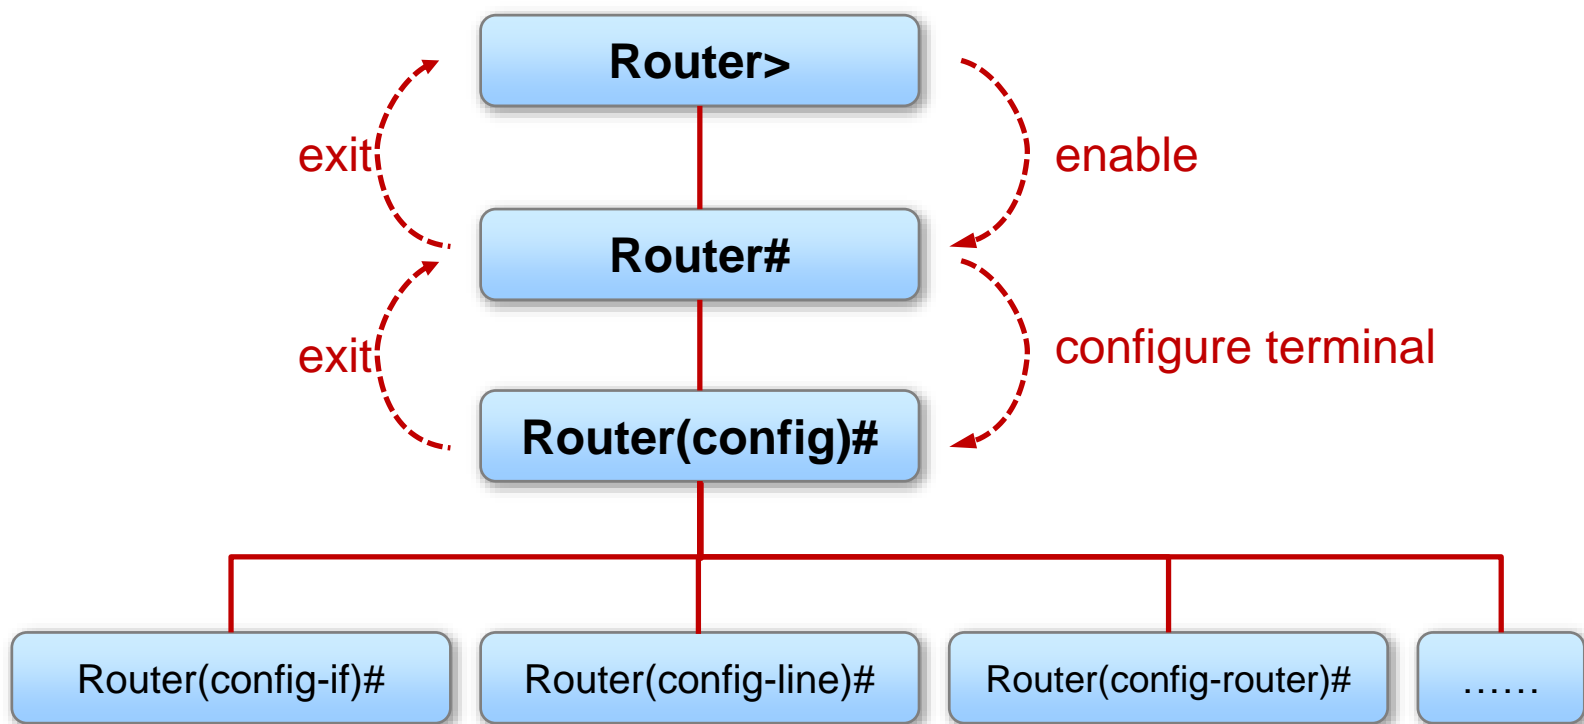 Router>
exit
enable
Router#
exit
configure terminal
Router(config)#
Router(config-if)#
Router(config-line)#
Router(config-router)#
......